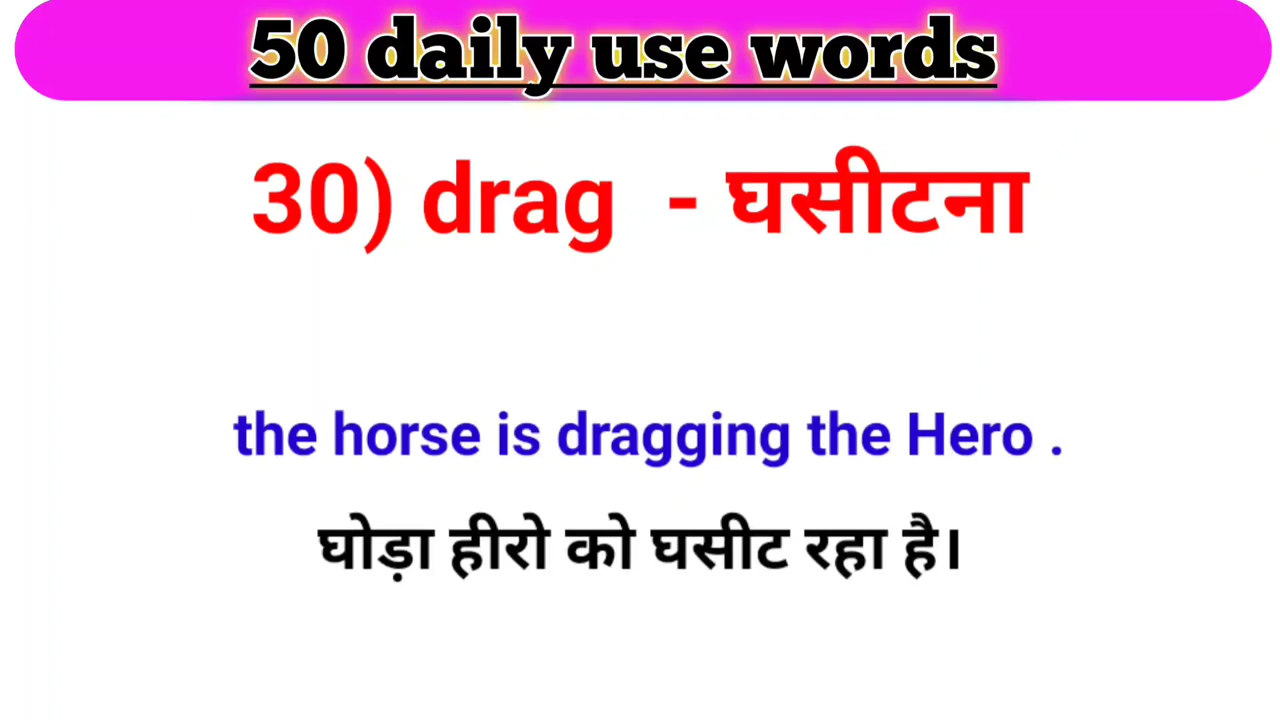 50 daily use words
30) drag - घसीटना
the horse is dragging the Hero .
घोड़ा हीरो को घसीट रहा है।